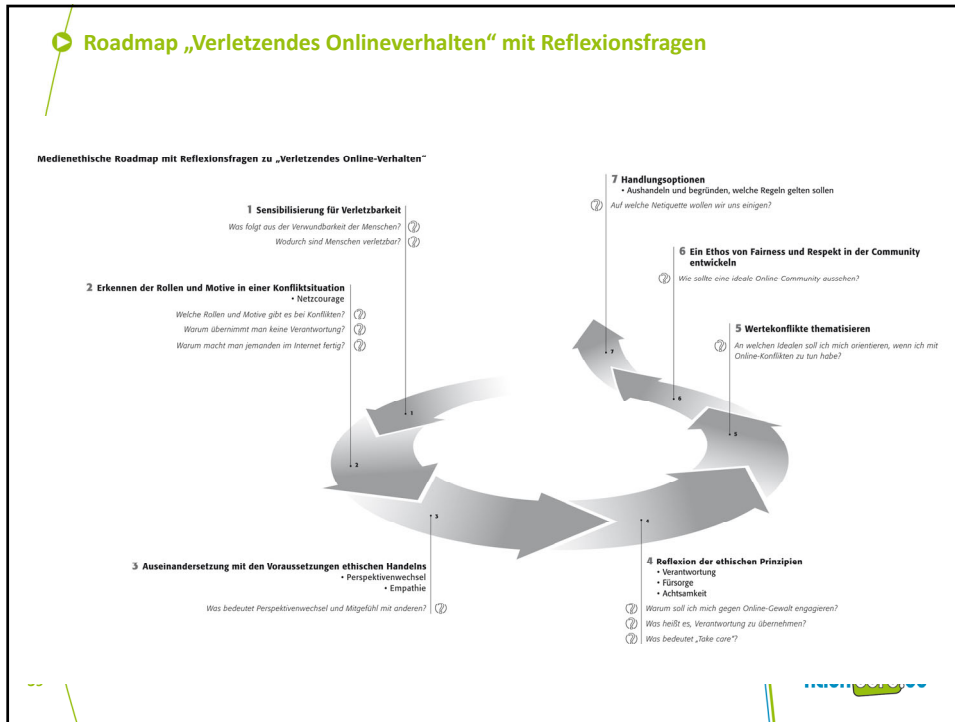 Roadmap „Verletzendes Onlineverhalten“ mit Reflexionsfragen
Medienethische Roadmap mit Reflexionsfragen zu „Verletzendes Online-Verhalten“
1 Sensibilisierung für Verletzbarkeit
Was folgt aus der Verwundbarkeit der Menschen?
Wodurch sind Menschen verletzbar?
2 Erkennen der Rollen und Motive in einer Konfliktsituation
• Netzcourage
Welche Rollen und Motive gibt es bei Konflikten?
Warum übernimmt man keine Verantwortung?
Warum macht man jemanden im Internet fertig?
3 Auseinandersetzung mit den Voraussetzungen ethischen Handelns
• Perspektivenwechsel
• Empathie
Was bedeutet Perspektivenwechsel und Mitgefühl mit anderen?
4 Reflexion der ethischen Prinzipien
• Verantwortung
• Fürsorge
• Achtsamkeit
Warum soll ich mich gegen Online-Gewalt engagieren?
Was heißt es, Verantwortung zu übernehmen?
Was bedeutet „Take care“?
5 Wertekonflikte thematisieren
An welchen Idealen soll ich mich orientieren, wenn ich mit
Online-Konflikten zu tun habe?
6 Ein Ethos von Fairness und Respekt in der Community
entwickeln
Wie sollte eine ideale Online Community aussehen?
7 Handlungsoptionen
• Aushandeln und begründen, welche Regeln gelten sollen
Auf welche Netiquette wollen wir uns einigen?
1
2
3
4
5
6
7